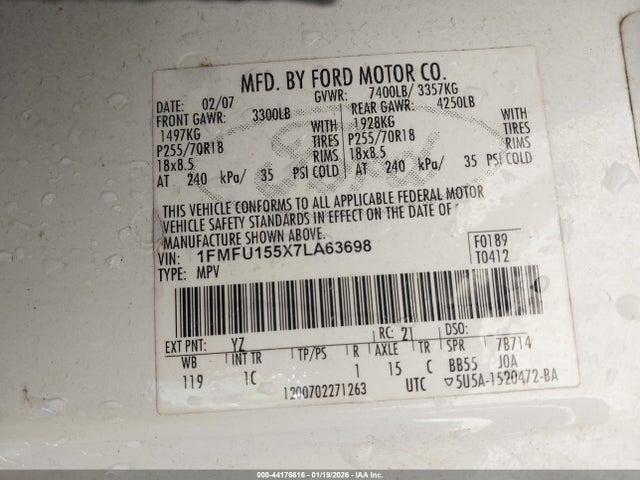 MFD. BY FORD MOTOR CO.
DATE: 02/07 GVWR: 7400LB/ 3357KG
FRONT GAWR: 3300LB REAR GAWR: 4250LB
1497KG WITH 1928KG WITH
P255/70R18 TIRES P255/70R18 TIRES
18x8.5 RIMS 18x8.5 RIMS
AT 240 kPa/ 35 PSI COLD AT 240 kPa/ 35 PSI COLD
THIS VEHICLE CONFORMS TO ALL APPLICABLE FEDERAL MOTOR
VEHICLE SAFETY STANDARDS IN EFFECT ON THE DATE OF
MANUFACTURE SHOWN ABOVE
VIN: 1FMFU155X7LA63698 F0189
TYPE: MPV T0412
EXT PNT: YZ RC: 21 DSO:
WB INT TR TP/PS R AXLE TR SPR 7B714
119 1C 1 15 C BB55 JOA
1200702271263 UTC ▽5U5A-1520472-BA
Ford
000-44176616 - 01/19/2026 - IAA Inc.